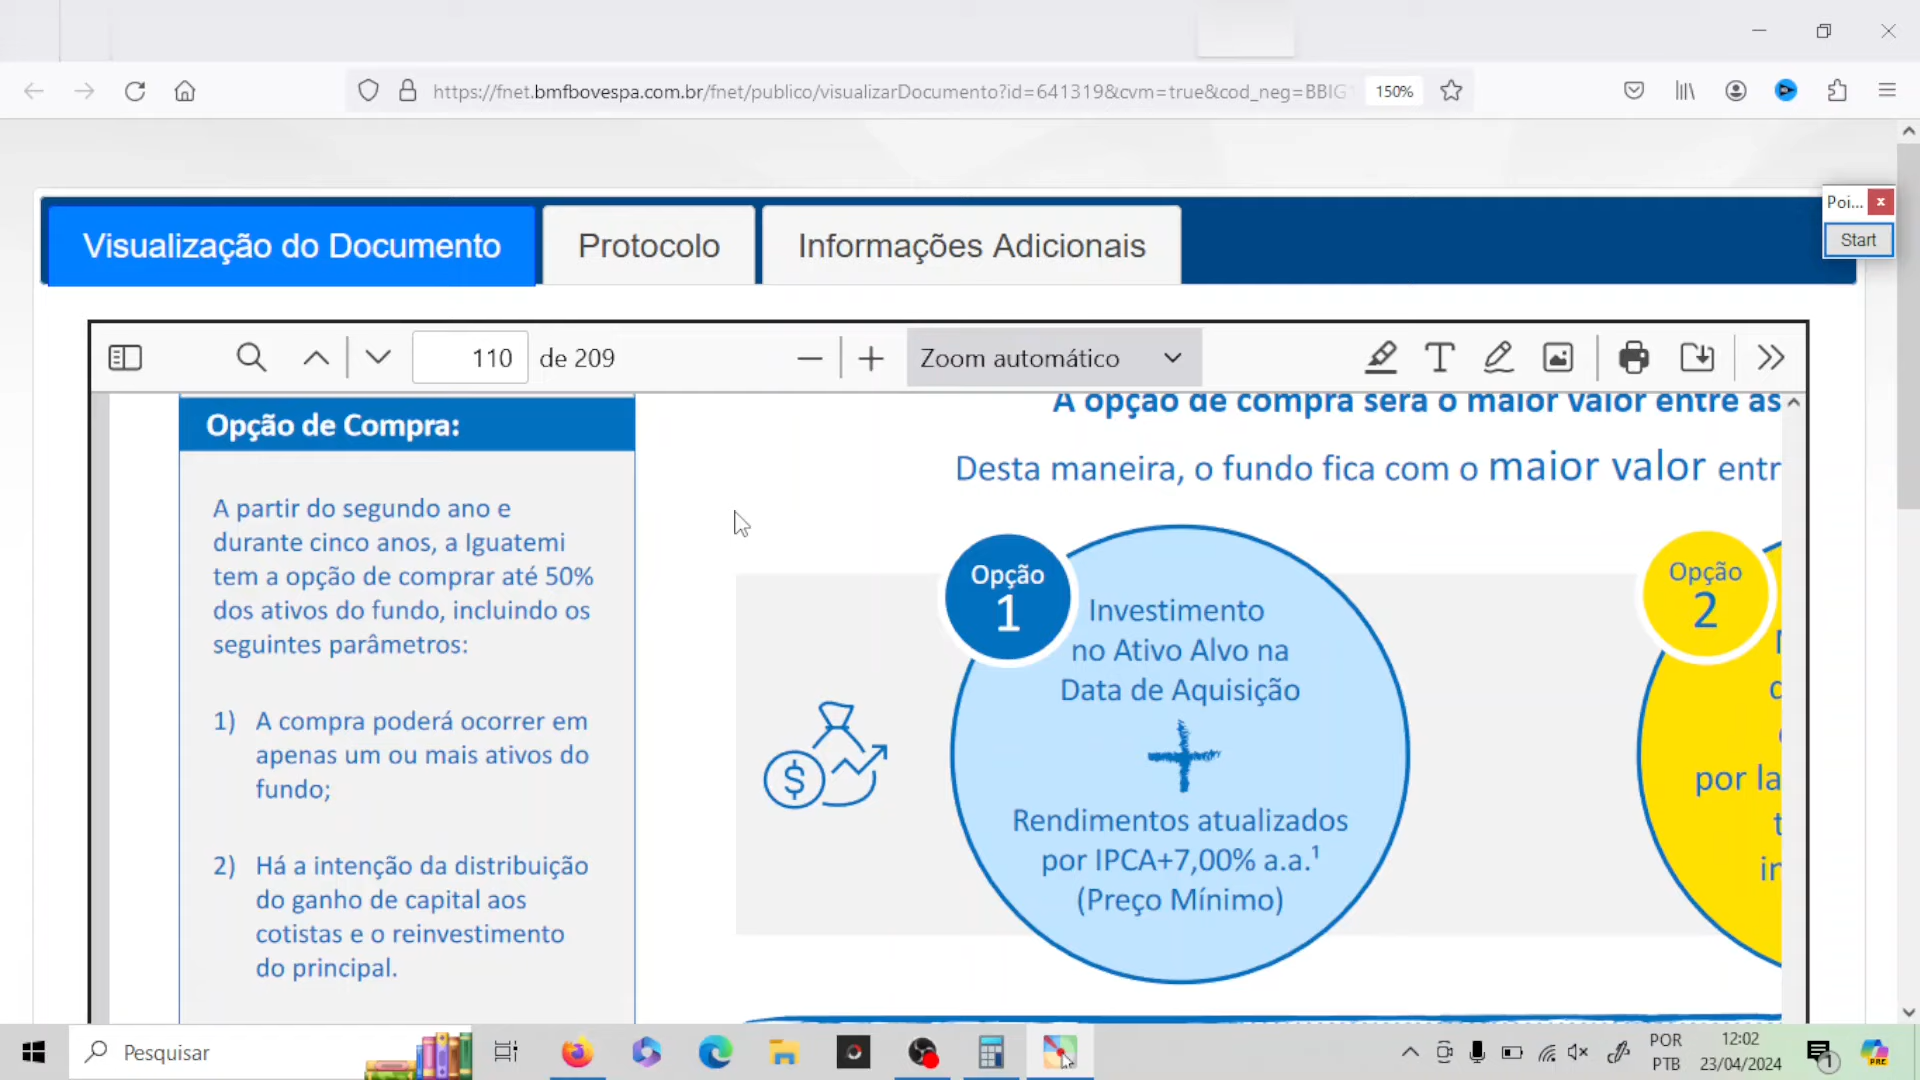 https://fnet.bmfbovespa.com.br/fnet/publico/visualizarDocumento?id=641319&cvm=true&cod_neg=BBIG
150%
Poi...
x
Start
Visualização do Documento
Protocolo
Informações Adicionais
110 de 209
Zoom automático
Opção de Compra:
A partir do segundo ano e
durante cinco anos, a Iguatemi
tem a opção de comprar até 50%
dos ativos do fundo, incluindo os
seguintes parâmetros:
1) A compra poderá ocorrer em
apenas um ou mais ativos do
fundo;
2) Há a intenção da distribuição
do ganho de capital aos
cotistas e o reinvestimento
do principal.
A opção de compra será o maior valor entre as
Desta maneira, o fundo fica com o maior valor entr
Opção
1
Investimento
no Ativo Alvo na
Data de Aquisição
Rendimentos atualizados
por IPCA+7,00% a.a.¹
(Preço Mínimo)
Opção
2
por la
t
in
Pesquisar
POR
PTB
12:02
23/04/2024
1
PRE